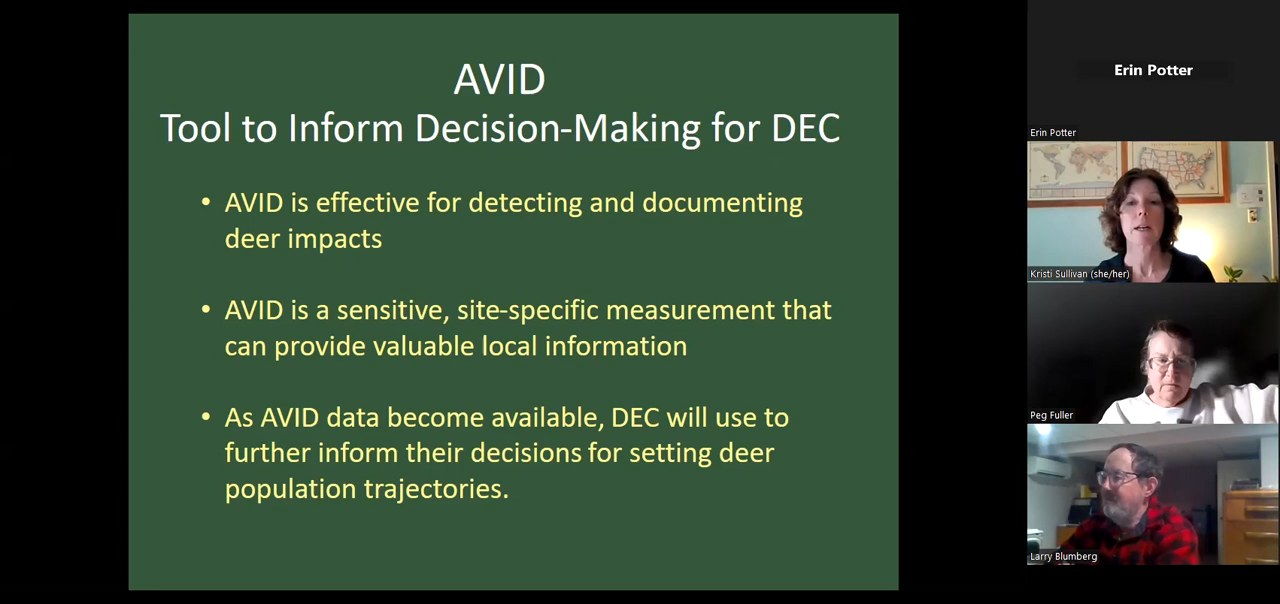 AVID
Tool to Inform Decision-Making for DEC
• AVID is effective for detecting and documenting
deer impacts
• AVID is a sensitive, site-specific measurement that
can provide valuable local information
• As AVID data become available, DEC will use to
further inform their decisions for setting deer
population trajectories.
Erin Potter
Erin Potter
Kristi Sullivan (she/her)
Peg Fuller
Larry Blumberg